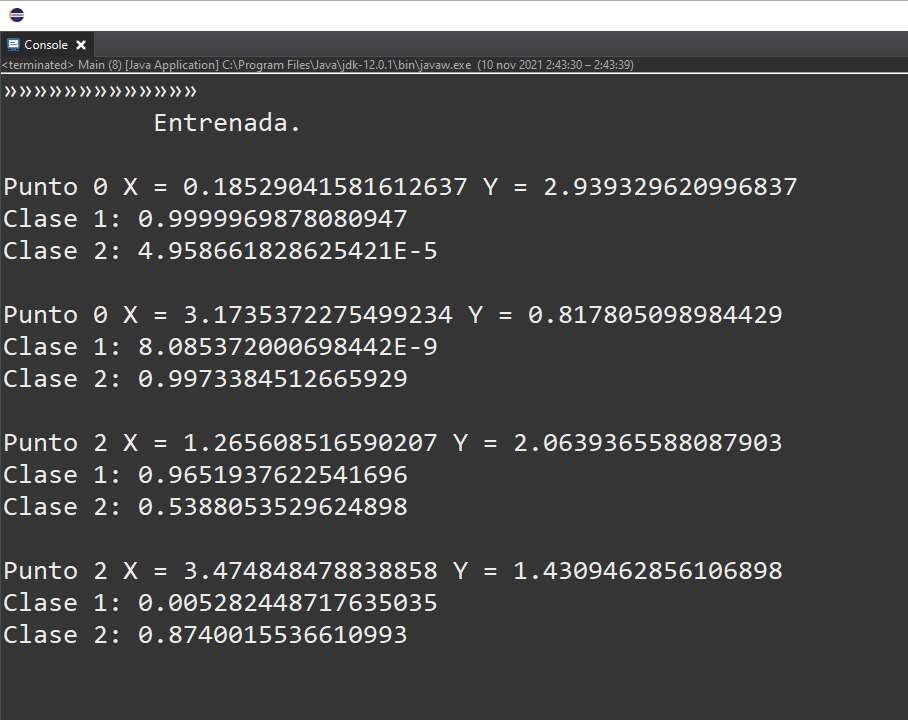 Console
<terminated> Main (8) [Java Application] C:\Program Files\Java\jdk-12.0.1\bin\javaw.exe (10 nov 2021 2:43:30 – 2:43:39)
»»»»»»»»»»»»»
Entrenada.
Punto 0 X = 0.18529041581612637 Y = 2.939329620996837
Clase 1: 0.9999969878080947
Clase 2: 4.958661828625421E-5
Punto 0 X = 3.1735372275499234 Y = 0.817805098984429
Clase 1: 8.085372000698442E-9
Clase 2: 0.9973384512665929
Punto 2 X = 1.265608516590207 Y = 2.0639365588087903
Clase 1: 0.9651937622541696
Clase 2: 0.5388053529624898
Punto 2 X = 3.474848478838858 Y = 1.4309462856106898
Clase 1: 0.005282448717635035
Clase 2: 0.8740015536610993